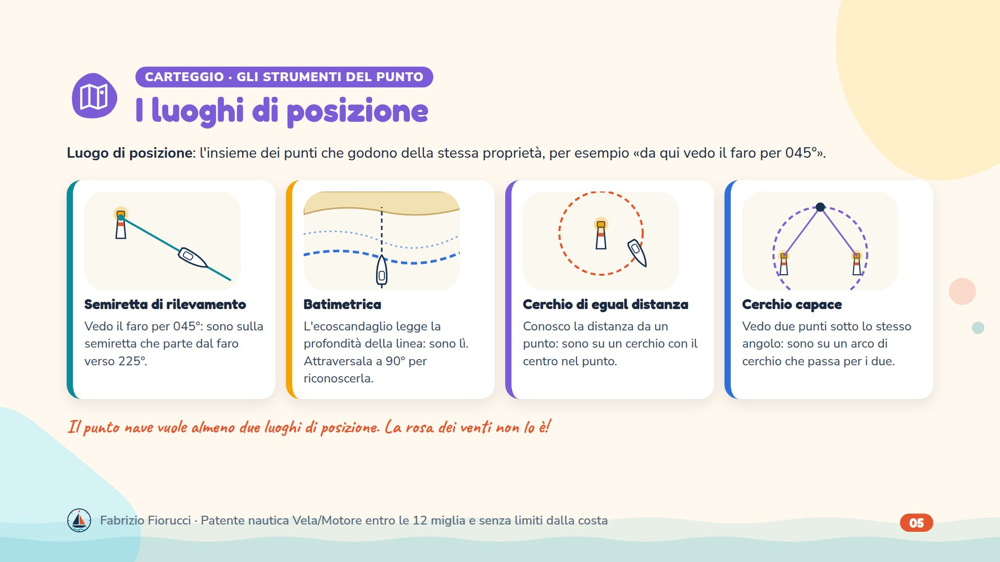 CARTEGGIO · GLI STRUMENTI DEL PUNTO
I luoghi di posizione
Luogo di posizione: l'insieme dei punti che godono della stessa proprietà, per esempio «da qui vedo il faro per 045°».
Semiretta di rilevamento
Vedo il faro per 045°: sono sulla
semiretta che parte dal faro
verso 225°.
Batimetrica
L'ecoscandaglio legge la
profondità della linea: sono lì.
Attraversala a 90° per
riconoscerla.
Cerchio di egual distanza
Conosco la distanza da un
punto: sono su un cerchio con il
centro nel punto.
Cerchio capace
Vedo due punti sotto lo stesso
angolo: sono su un arco di
cerchio che passa per i due.
Il punto nave vuole almeno due luoghi di posizione. La rosa dei venti non lo è!
Fabrizio Fiorucci · Patente nautica Vela/Motore entro le 12 miglia e senza limiti dalla costa
05